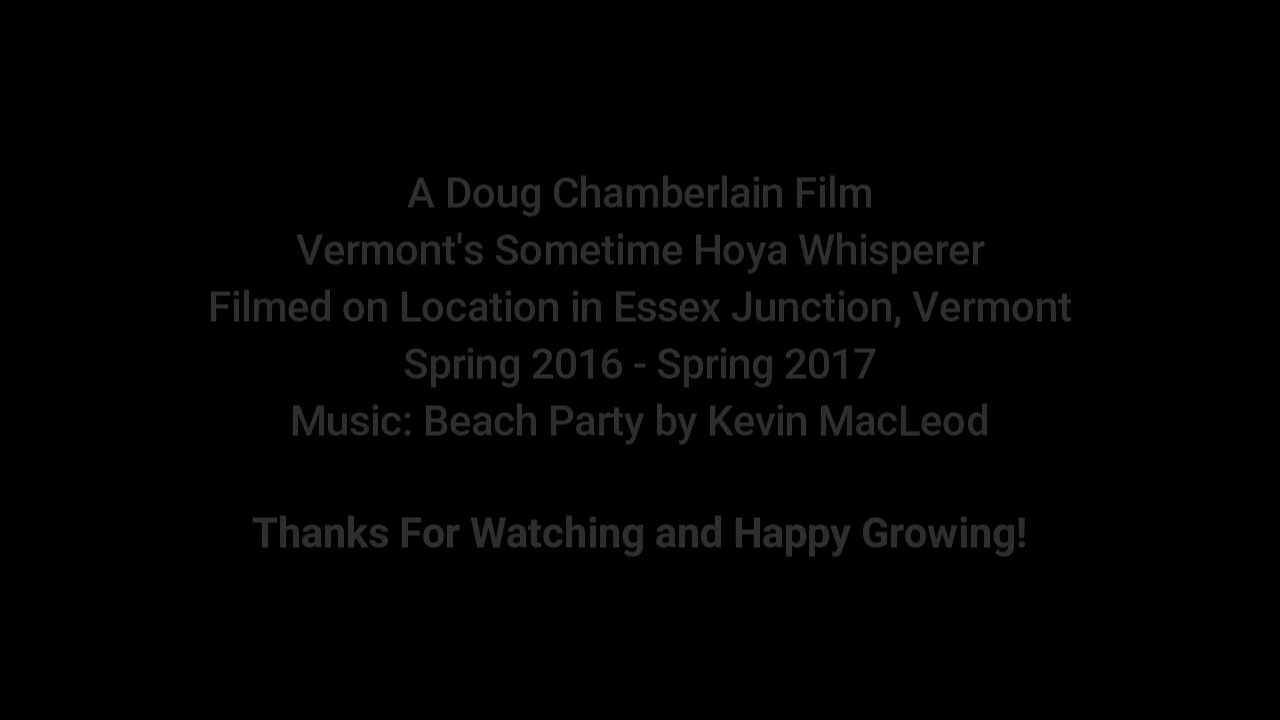 A Doug Chamberlain Film
Vermont's Sometime Hoya Whisperer
Filmed on Location in Essex Junction, Vermont
Spring 2016 - Spring 2017
Music: Beach Party by Kevin MacLeod
Thanks For Watching and Happy Growing!